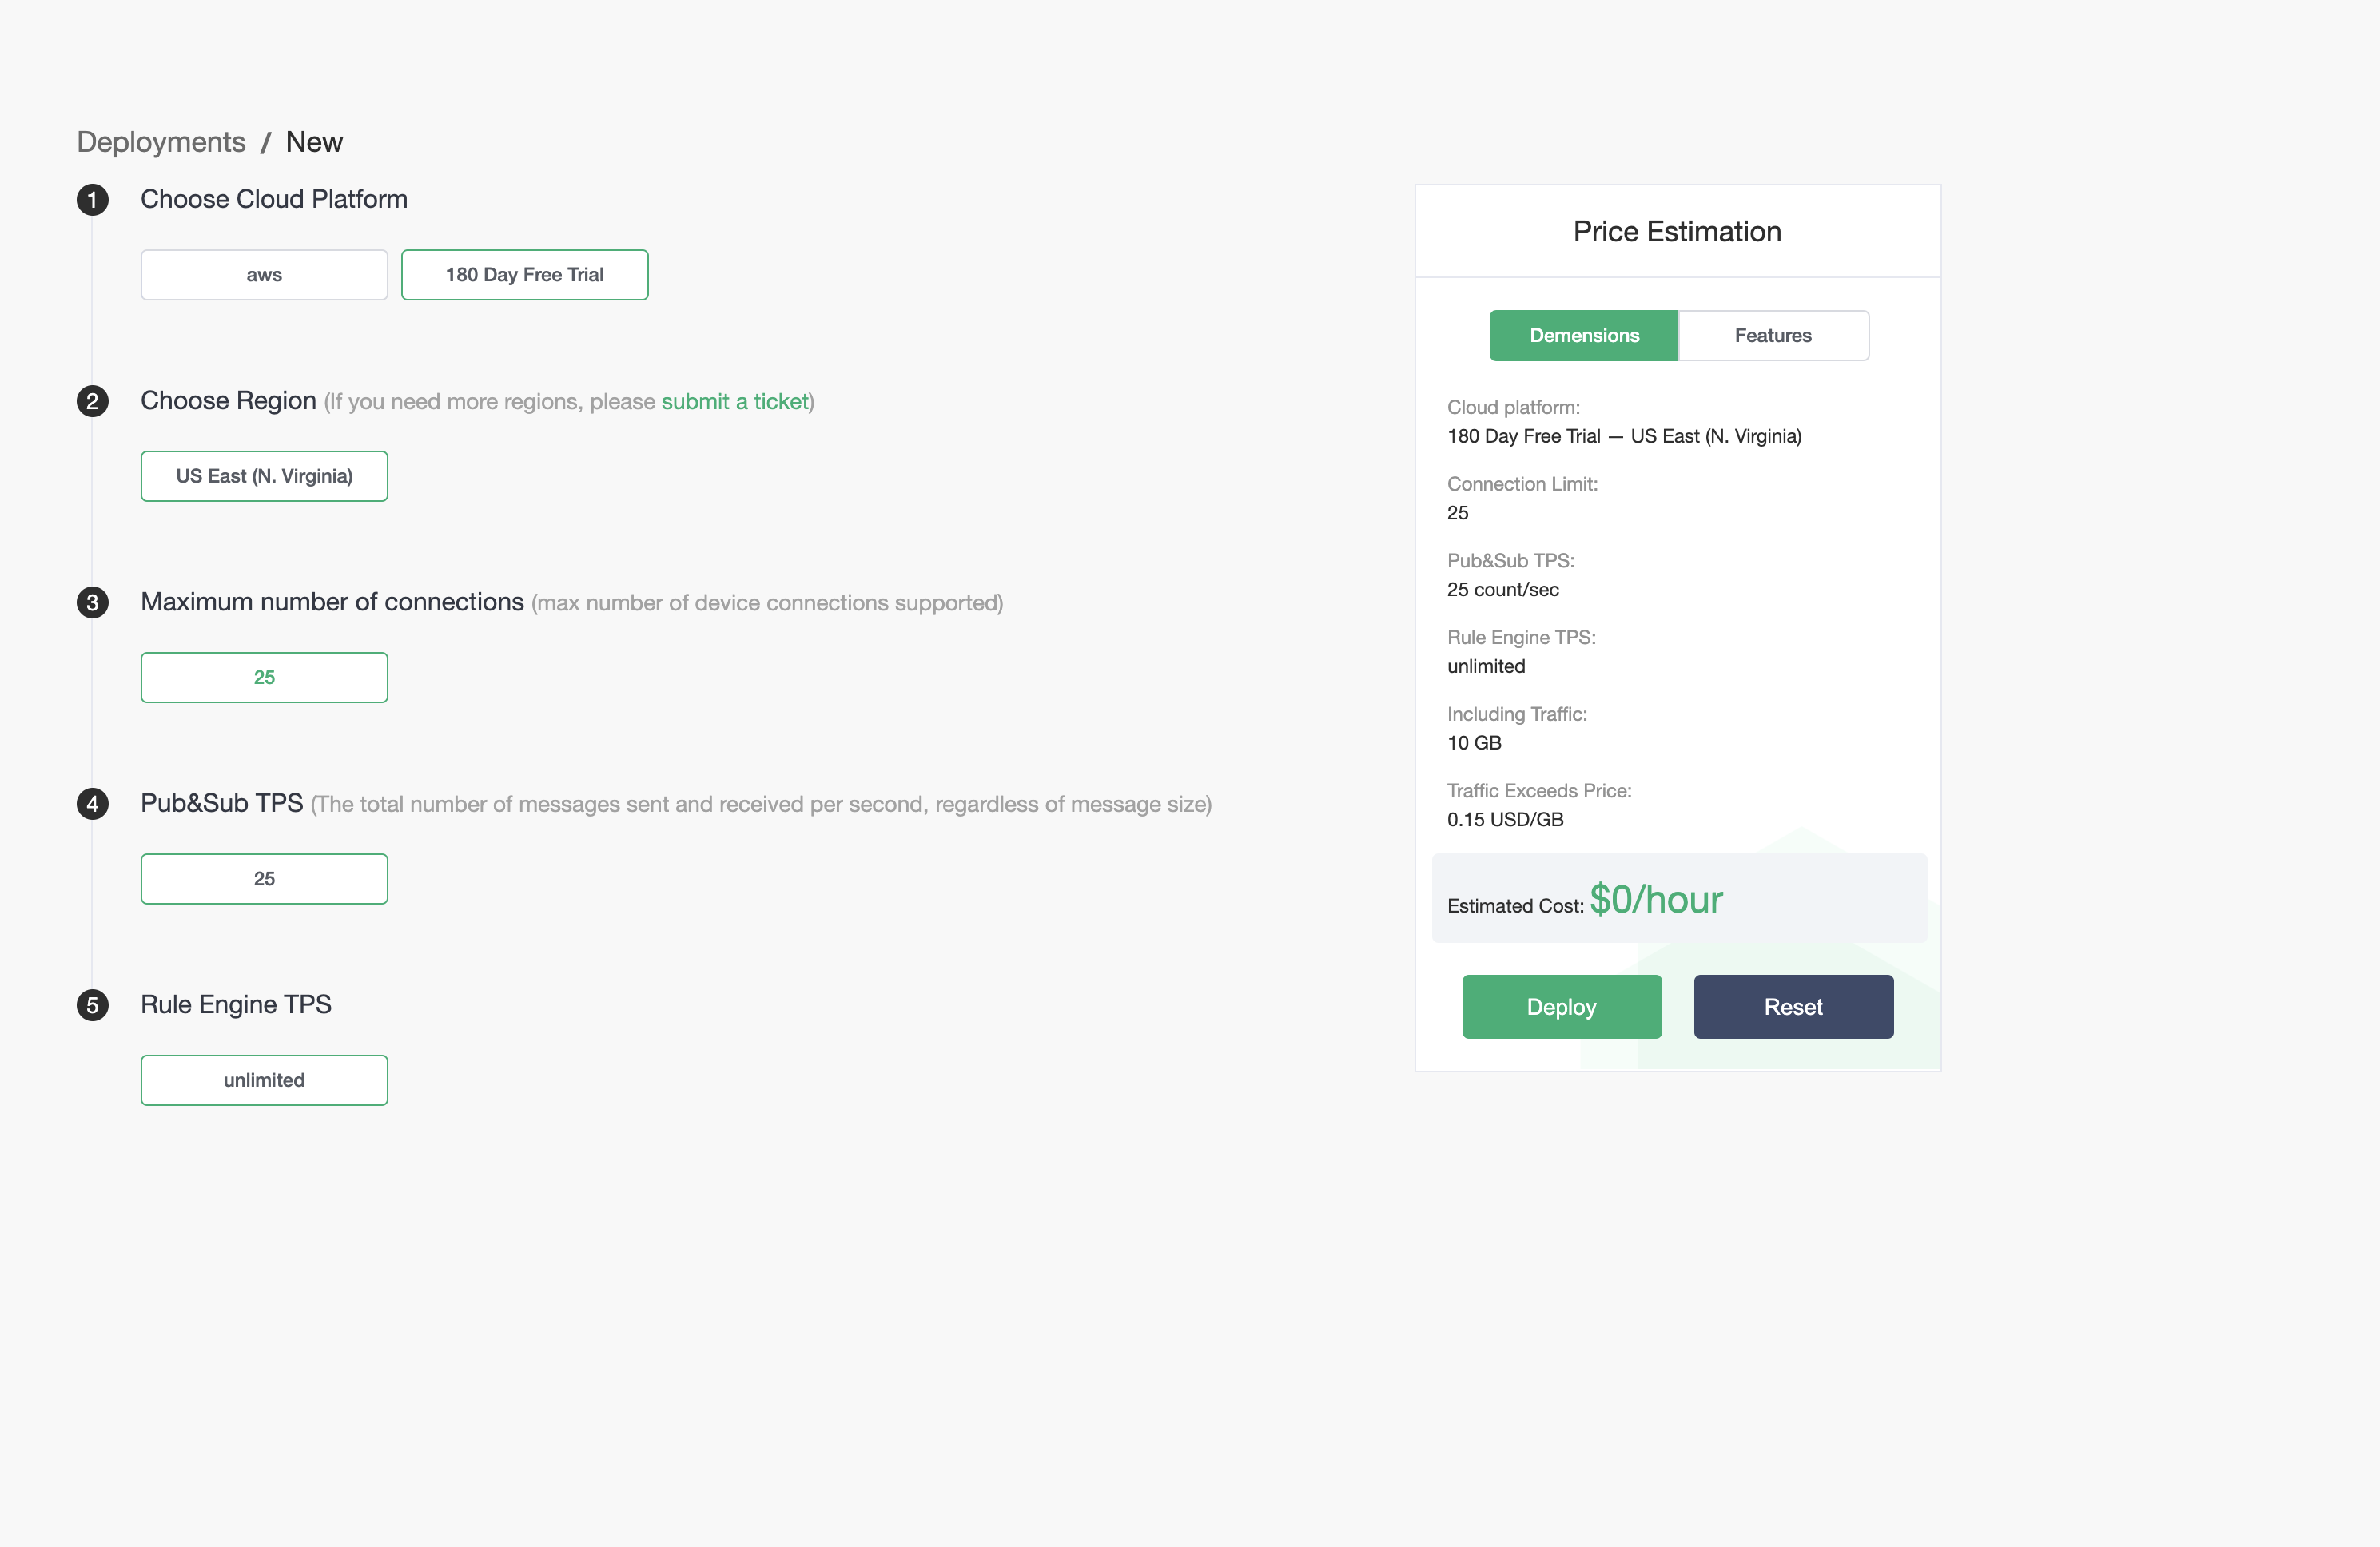 Deployments / New
1 Choose Cloud Platform
aws
180 Day Free Trial
2 Choose Region (If you need more regions, please submit a ticket)
US East (N. Virginia)
3 Maximum number of connections (max number of device connections supported)
25
4 Pub&Sub TPS (The total number of messages sent and received per second, regardless of message size)
25
5 Rule Engine TPS
unlimited
Price Estimation
Demensions
Features
Cloud platform:
180 Day Free Trial — US East (N. Virginia)
Connection Limit:
25
Pub&Sub TPS:
25 count/sec
Rule Engine TPS:
unlimited
Including Traffic:
10 GB
Traffic Exceeds Price:
0.15 USD/GB
Estimated Cost: $0/hour
Deploy
Reset